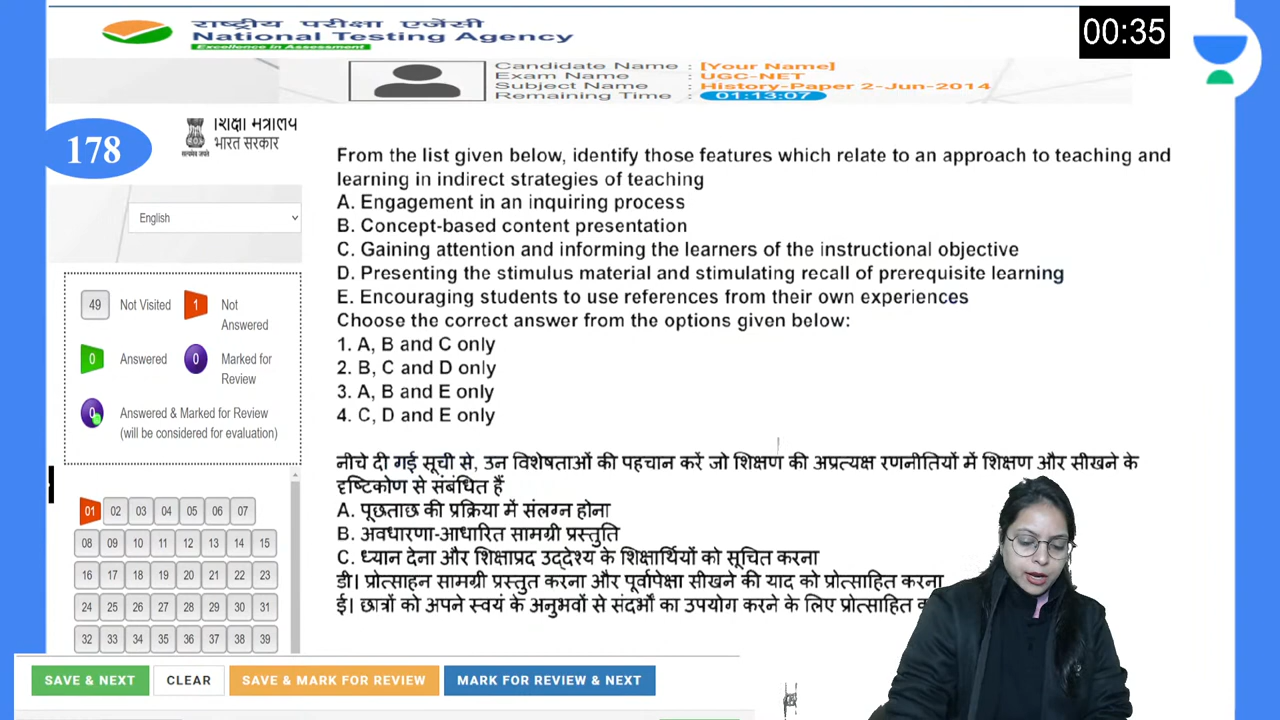 राष्ट्रीय परीक्षा एजेंसी
National Testing Agency
Excellence in Assessment
00:35
Candidate Name : [Your Name]
Exam Name : UGC-NET
Subject Name : History-Paper 2-Jun-2014
Remaining Time : 01:13:07
178
शिक्षा मंत्रालय
भारत सरकार
सत्यमेव जयते
English
49 Not Visited
1 Not Answered
0 Answered
0 Marked for Review
0 Answered & Marked for Review
(will be considered for evaluation)
01 02 03 04 05 06 07
08 09 10 11 12 13 14 15
16 17 18 19 20 21 22 23
24 25 26 27 28 29 30 31
32 33 34 35 36 37 38 39
From the list given below, identify those features which relate to an approach to teaching and
learning in indirect strategies of teaching
A. Engagement in an inquiring process
B. Concept-based content presentation
C. Gaining attention and informing the learners of the instructional objective
D. Presenting the stimulus material and stimulating recall of prerequisite learning
E. Encouraging students to use references from their own experiences
Choose the correct answer from the options given below:
1. A, B and C only
2. B, C and D only
3. A, B and E only
4. C, D and E only
नीचे दी गई सूची से, उन विशेषताओं की पहचान करें जो शिक्षण की अप्रत्यक्ष रणनीतियों में शिक्षण और सीखने के
दृष्टिकोण से संबंधित हैं
A. पूछताछ की प्रक्रिया में संलग्न होना
B. अवधारणा-आधारित सामग्री प्रस्तुति
C. ध्यान देना और शिक्षाप्रद उद्देश्य के शिक्षार्थियों को सूचित करना
डी। प्रोत्साहन सामग्री प्रस्तुत करना और पूर्वापेक्षा सीखने की याद को प्रोत्साहित करना
ई। छात्रों को अपने स्वयं के अनुभवों से संदर्भों का उपयोग करने के लिए प्रोत्साहित
SAVE & NEXT
CLEAR
SAVE & MARK FOR REVIEW
MARK FOR REVIEW & NEXT